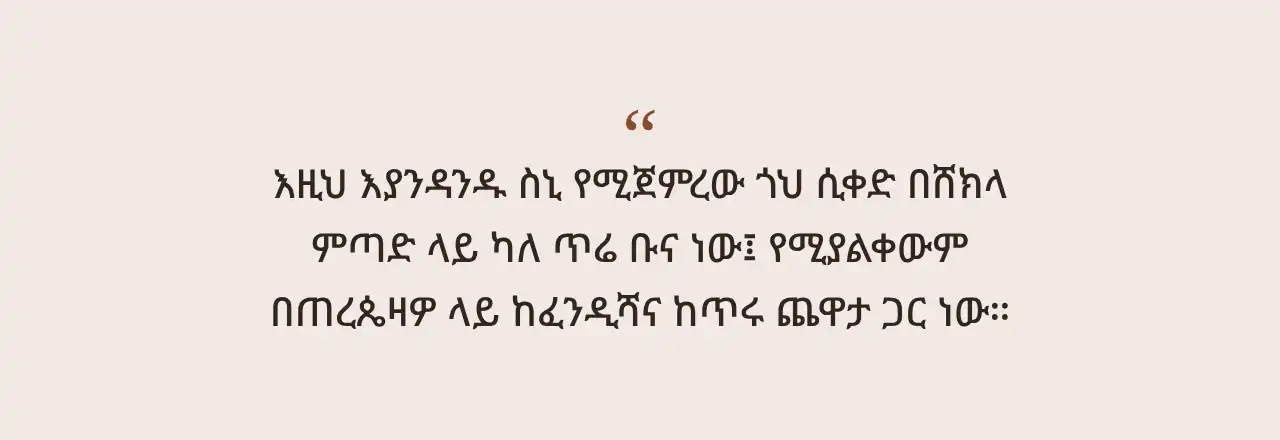 “
እዚህ እያንዳንዱ ስኒ የሚጀምረው ጎህ ሲቀድ በሸክላ
ምጣድ ላይ ካለ ጥሬ ቡና ነው፤ የሚያልቀውም
በጠረጴዛዎ ላይ ከፈንዲሻና ከጥሩ ጨዋታ ጋር ነው።